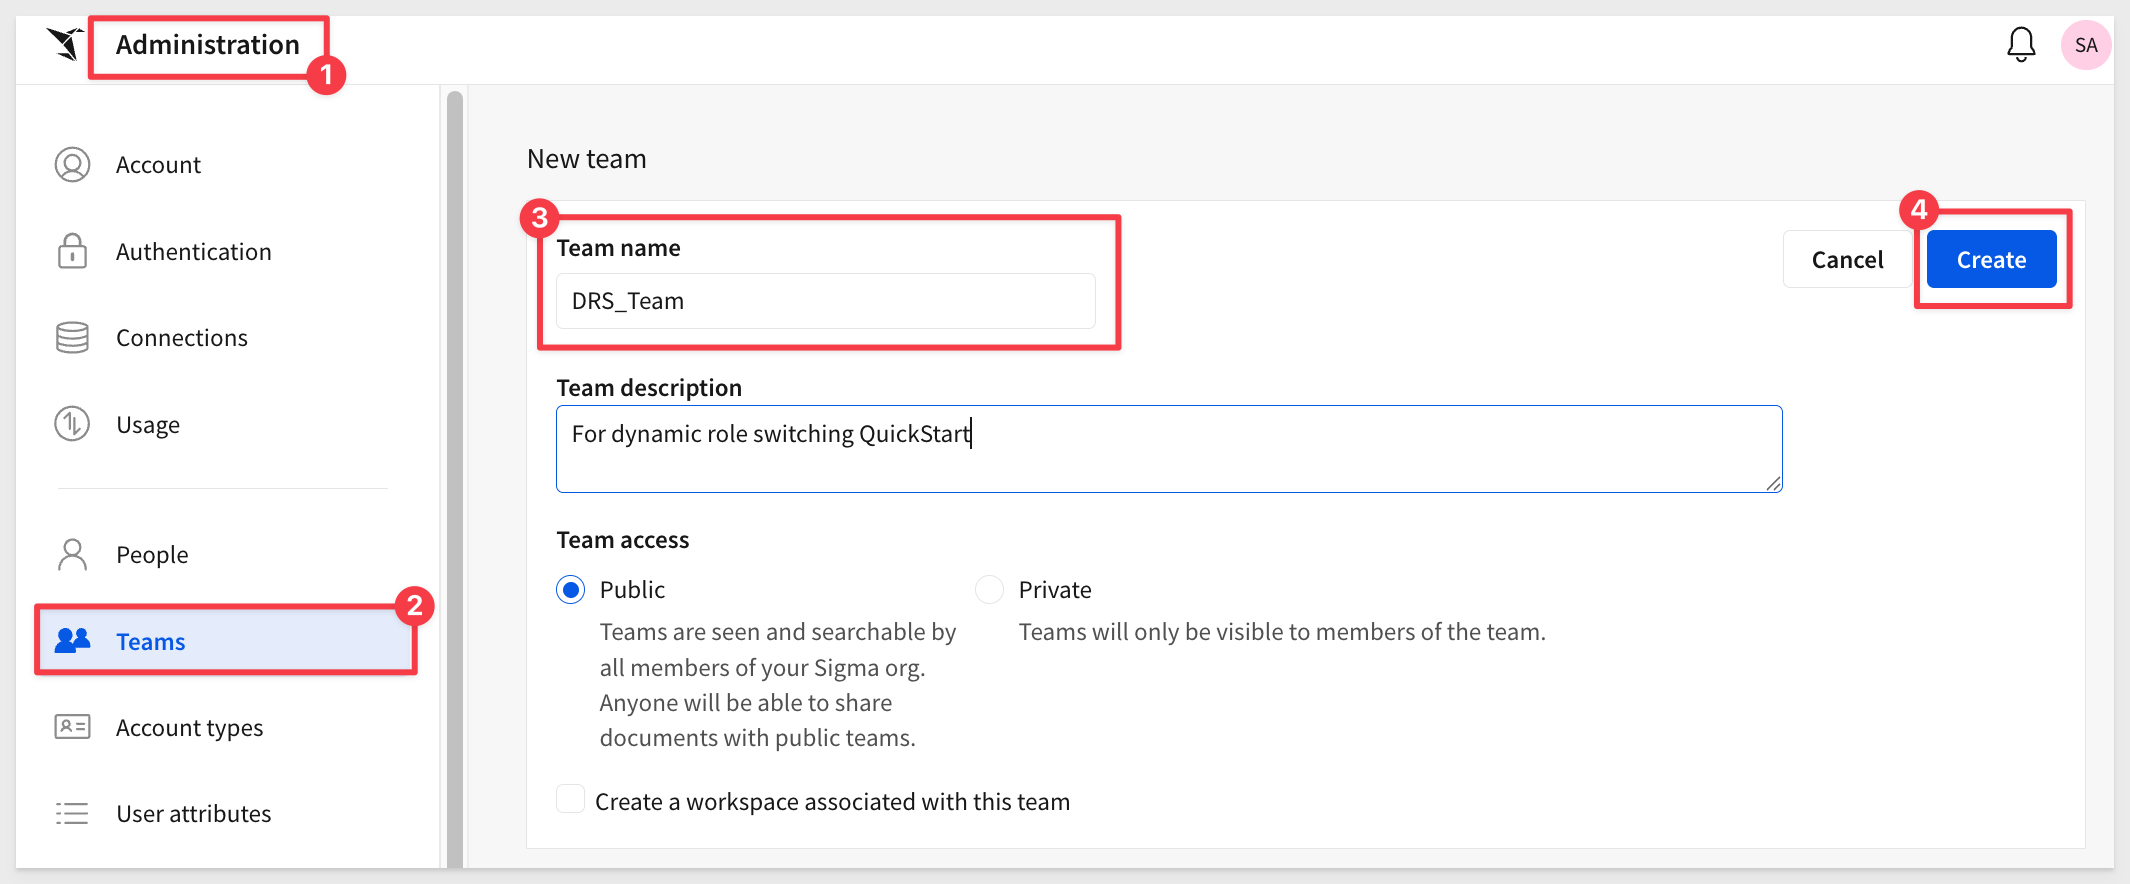 Administration
1
SA
Account
Authentication
Connections
Usage
People
Teams
2
Account types
User attributes
New team
3
Team name
DRS_Team
Cancel
4
Create
Team description
For dynamic role switching QuickStart
Team access
Public
Teams are seen and searchable by
all members of your Sigma org.
Anyone will be able to share
documents with public teams.
Private
Teams will only be visible to members of the team.
Create a workspace associated with this team